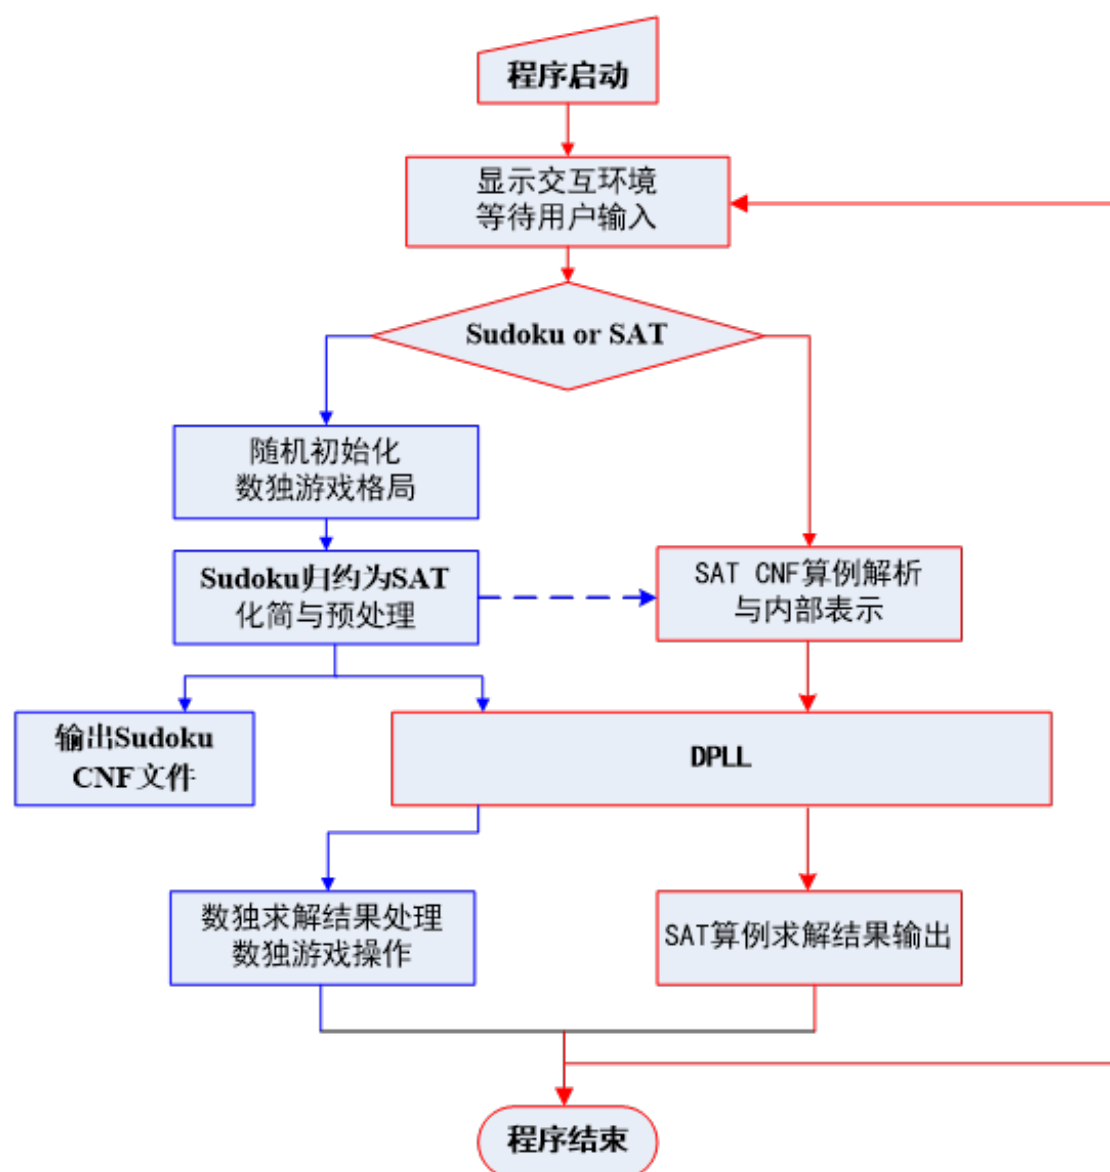 程序启动
显示交互环境
等待用户输入
Sudoku or SAT
随机初始化
数独游戏格局
Sudoku归约为SAT
化简与预处理
SAT CNF算例解析
与内部表示
输出Sudoku
CNF文件
DPLL
数独求解结果处理
数独游戏操作
SAT算例求解结果输出
程序结束